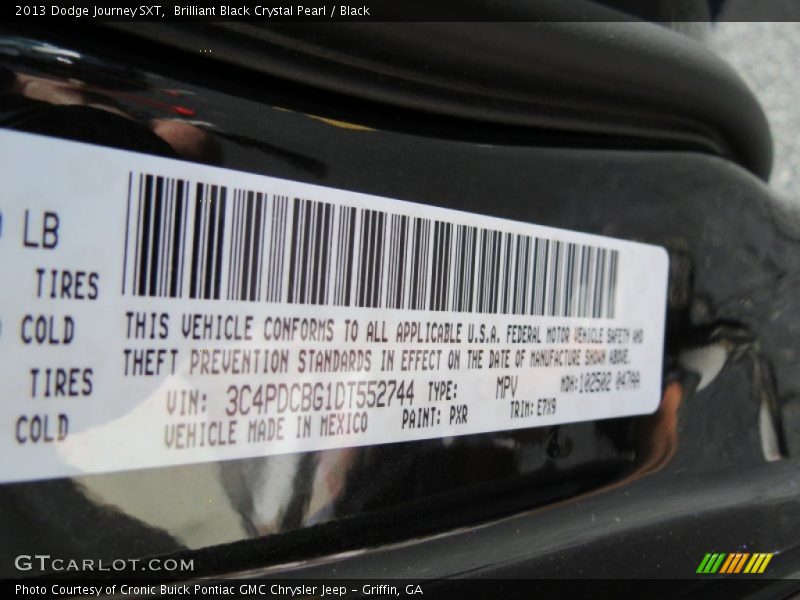 2013 Dodge Journey SXT, Brilliant Black Crystal Pearl / Black
LB
TIRES
COLD
TIRES
COLD
THIS VEHICLE CONFORMS TO ALL APPLICABLE U.S.A. FEDERAL MOTOR VEHICLE SAFETY AND
THEFT PREVENTION STANDARDS IN EFFECT ON THE DATE OF MANUFACTURE SHOWN ABOVE.
VIN: 3C4PDCBG1DT552744 TYPE: MPV MDH:102502 047AA
VEHICLE MADE IN MEXICO PAINT: PXR TRIM: E7X9
GTCARLOT.COM
Photo Courtesy of Cronic Buick Pontiac GMC Chrysler Jeep - Griffin, GA